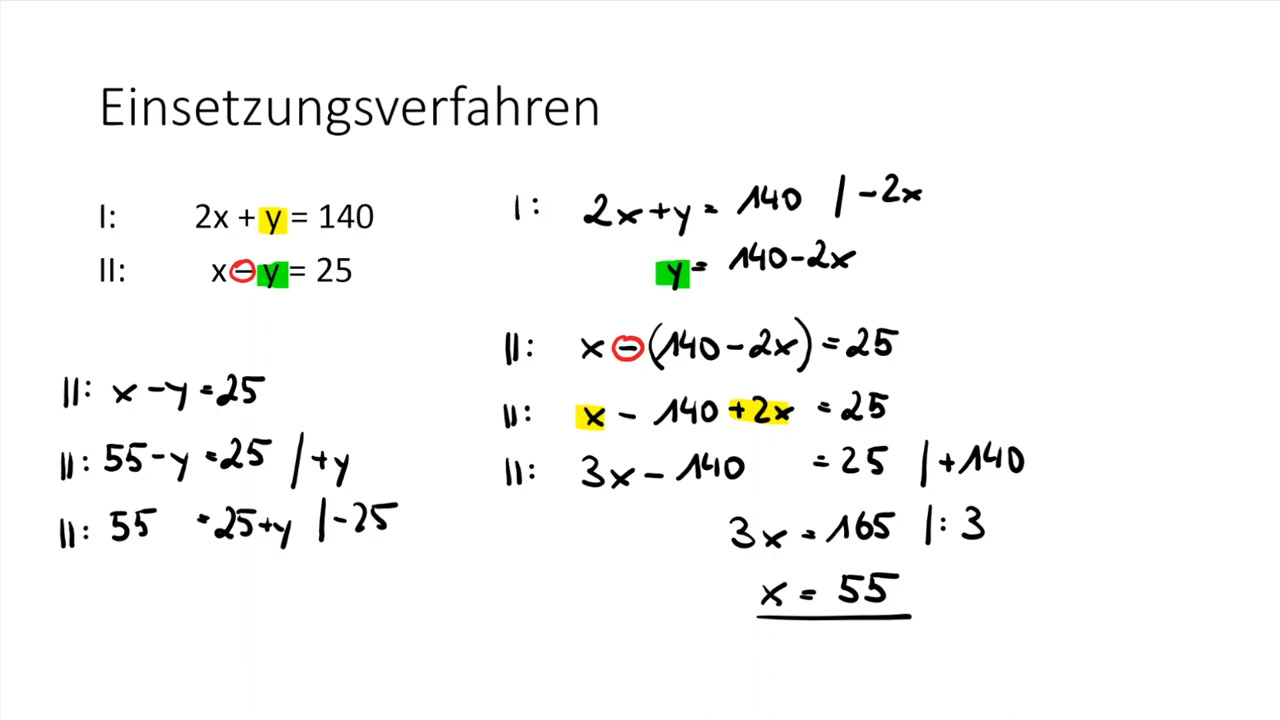 Einsetzungsverfahren
I: 2x + y = 140
II: x - y = 25
I: 2x+y = 140 | -2x
y = 140-2x
II: x - (140-2x) = 25
II: x - 140 +2x = 25
II: 3x - 140 = 25 | +140
3x = 165 | : 3
x = 55
II: x - y = 25
II: 55 - y = 25 | +y
II: 55 = 25+y | -25